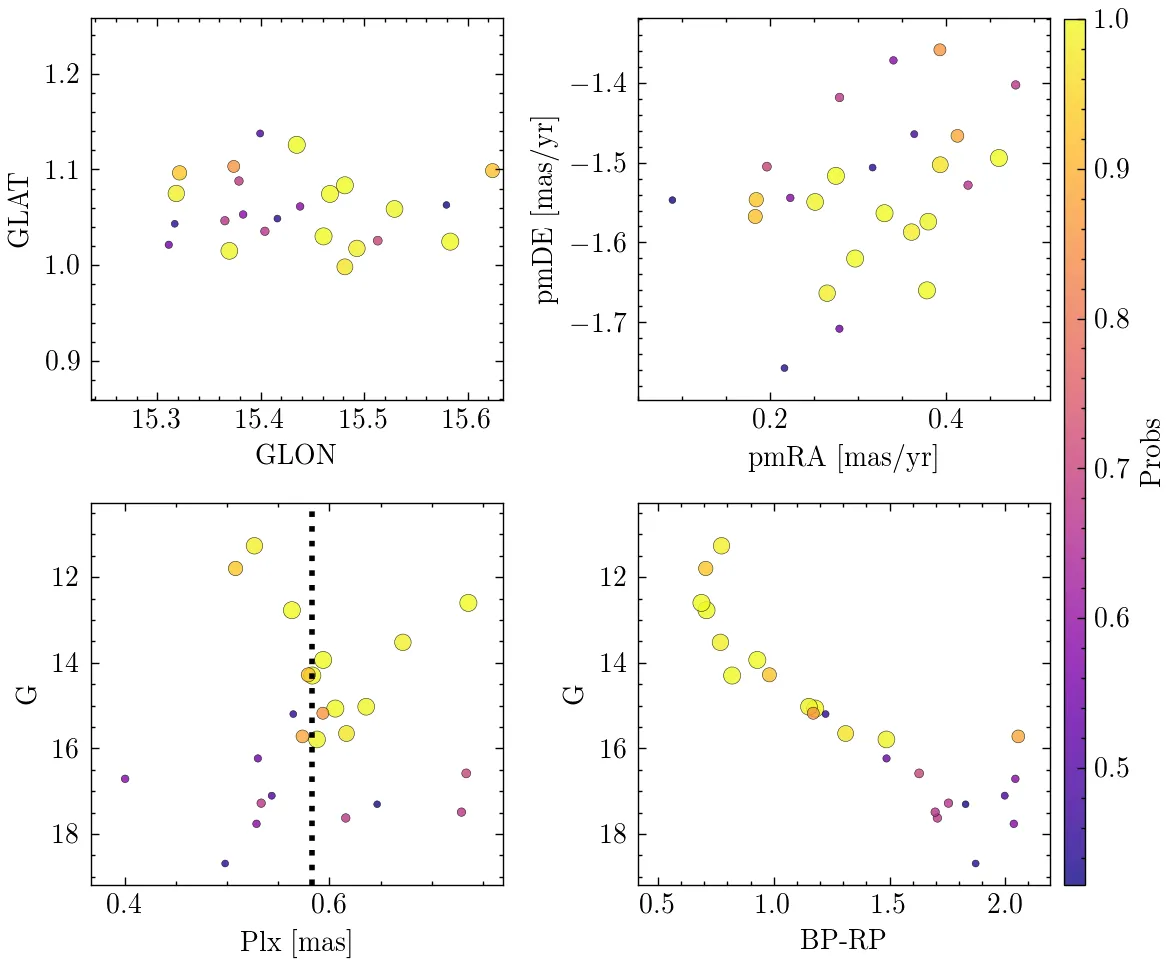 1.2
1.1
1.0
0.9
GLAT
15.3 15.4 15.5 15.6
GLON
−1.4
−1.5
−1.6
−1.7
pmDE [mas/yr]
0.2 0.4
pmRA [mas/yr]
1.0
0.9
0.8
0.7
0.6
0.5
Probs
12
14
16
18
G
0.4 0.6
Plx [mas]
12
14
16
18
G
0.5 1.0 1.5 2.0
BP-RP